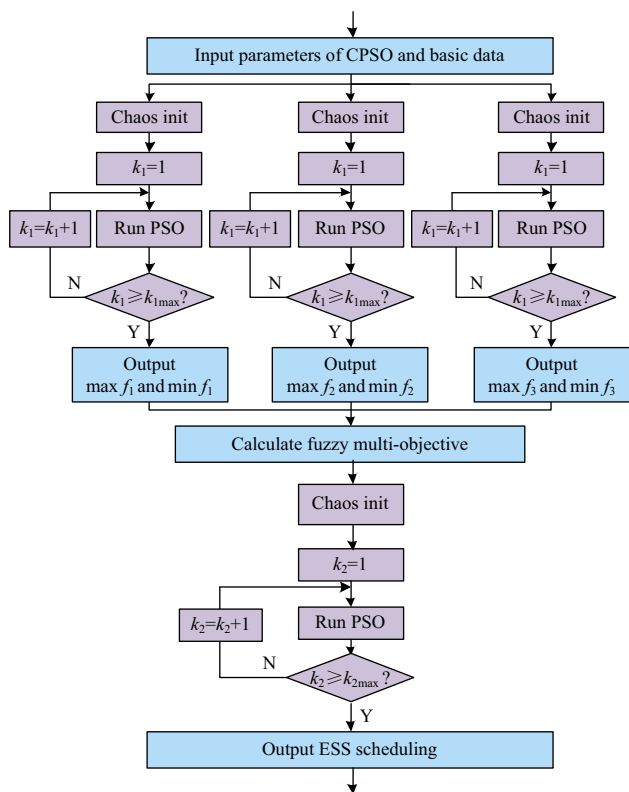 Input parameters of CPSO and basic data
Chaos init
Chaos init
Chaos init
k₁=1
k₁=1
k₁=1
k₁=k₁+1
Run PSO
k₁=k₁+1
Run PSO
k₁=k₁+1
Run PSO
N
k₁⩾k₁max?
N
k₁⩾k₁max?
N
k₁⩾k₁max?
Y
Y
Y
Output
max f₁ and min f₁
Output
max f₂ and min f₂
Output
max f₃ and min f₃
Calculate fuzzy multi-objective
Chaos init
k₂=1
k₂=k₂+1
Run PSO
N
k₂⩾k₂max?
Y
Output ESS scheduling